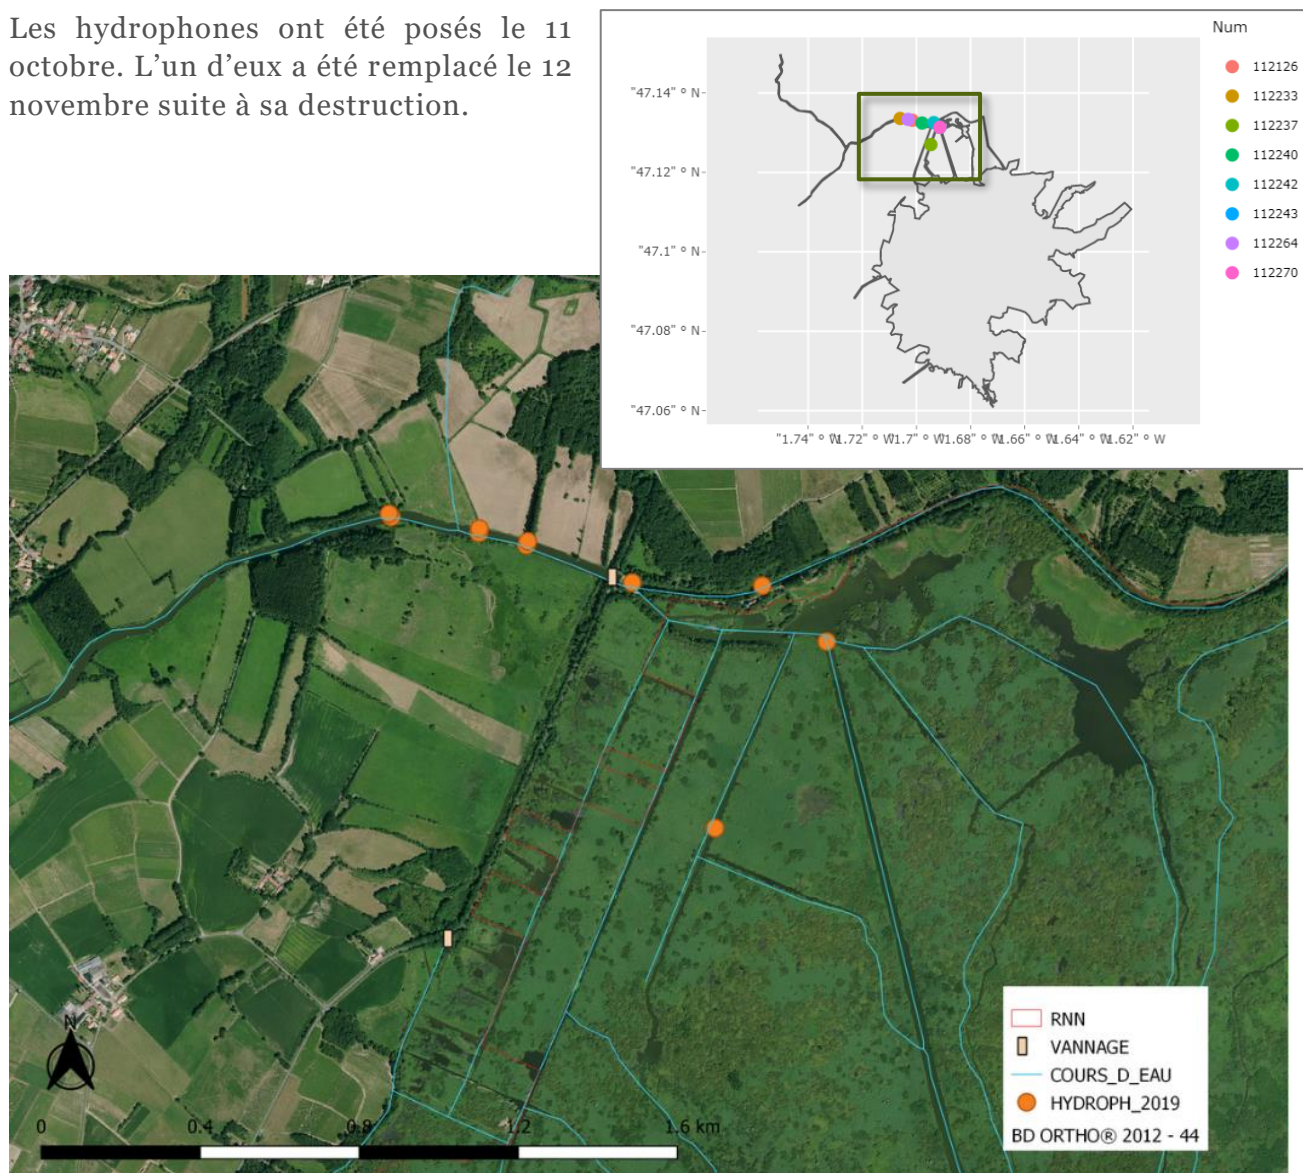 Les hydrophones ont été posés le 11
octobre. L'un d'eux a été remplacé le 12
novembre suite à sa destruction.
Num
112126
112233
112237
112240
112242
112243
112264
112270
"47.14" ° N
"47.12" ° N
"47.1" ° N
"47.08" ° N
"47.06" ° N
"1.74" ° W
1.72" ° W
1.7" ° W
1.68" ° W
1.66" ° W
1.64" ° W
1.62" ° W
N
0 0.4 0.8 1.2 1.6 km
RNN
VANNAGE
COURS_D_EAU
HYDROPH_2019
BD ORTHO® 2012 - 44